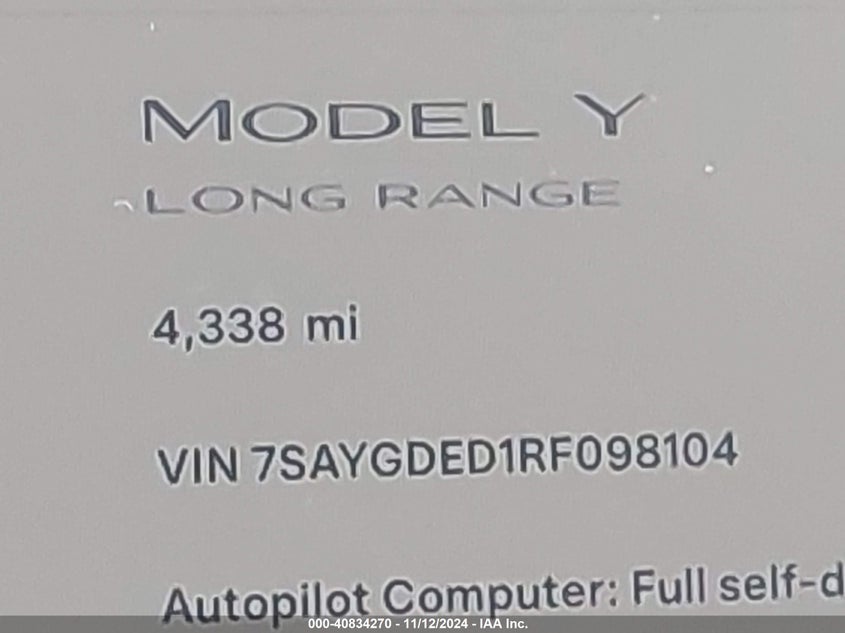 MODEL Y
LONG RANGE
4,338 mi
VIN 7SAYGDED1RF098104
Autopilot Computer: Full self-d
000-40834270 - 11/12/2024 - IAA Inc.